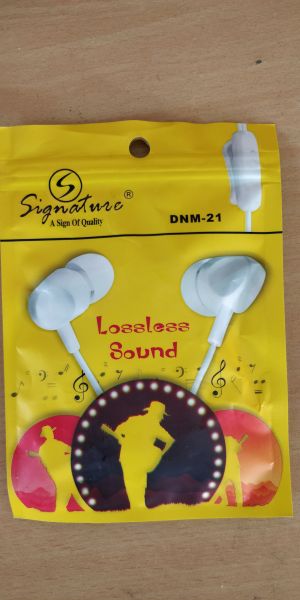 S
Signature®
A Sign Of Quality
DNM-21
Lossless
Sound